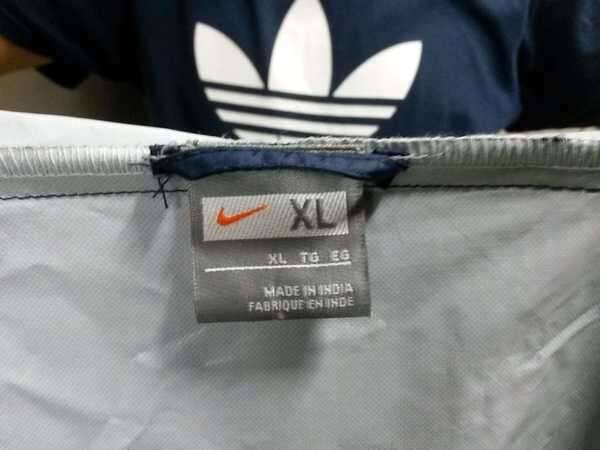 XL
XL TG EG
MADE IN INDIA
FABRIQUE EN INDE